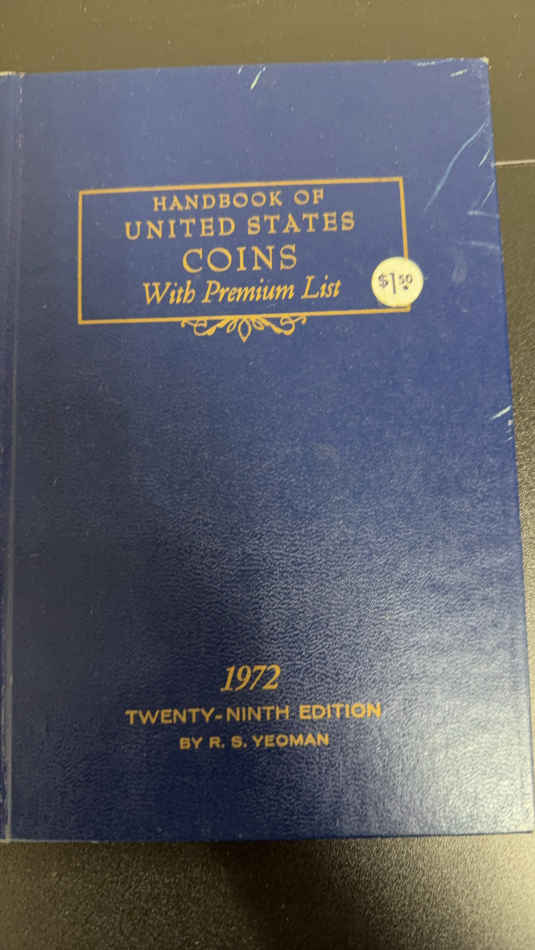 HANDBOOK OF
UNITED STATES
COINS
With Premium List
$1.50
1972
TWENTY-NINTH EDITION
BY R. S. YEOMAN